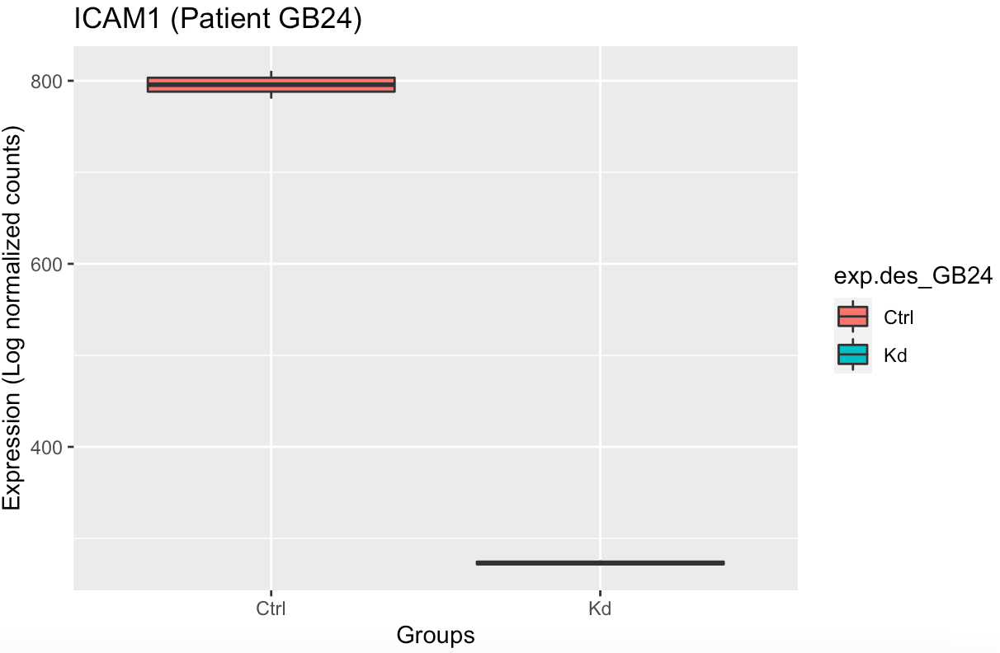 ICAM1 (Patient GB24)
Expression (Log normalized counts)
800
600
400
Ctrl
Kd
Groups
exp.des_GB24
Ctrl
Kd